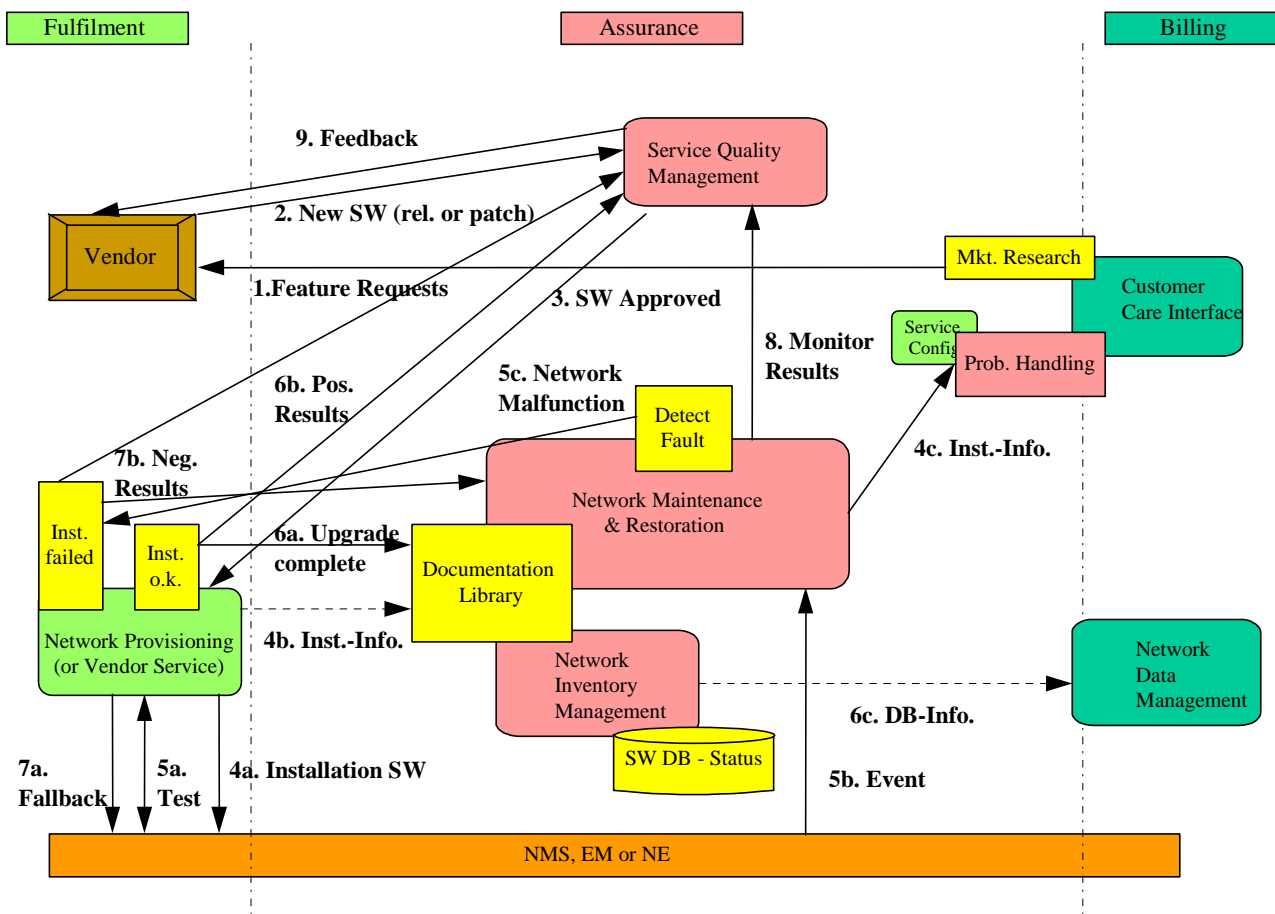 Fulfilment
Assurance
Billing
9. Feedback
Service Quality
Management
2. New SW (rel. or patch)
Vendor
Mkt. Research
1.Feature Requests
3. SW Approved
Customer
Care Interface
Service
Config
8. Monitor
Results
Prob. Handling
6b. Pos.
Results
5c. Network
Malfunction
Detect
Fault
4c. Inst.-Info.
7b. Neg.
Results
Network Maintenance
& Restoration
Inst.
failed
Inst.
o.k.
6a. Upgrade
complete
Documentation
Library
Network Provisioning
(or Vendor Service)
4b. Inst.-Info.
Network
Inventory
Management
Network
Data
Management
6c. DB-Info.
SW DB - Status
7a.
Fallback
5a.
Test
4a. Installation SW
5b. Event
NMS, EM or NE